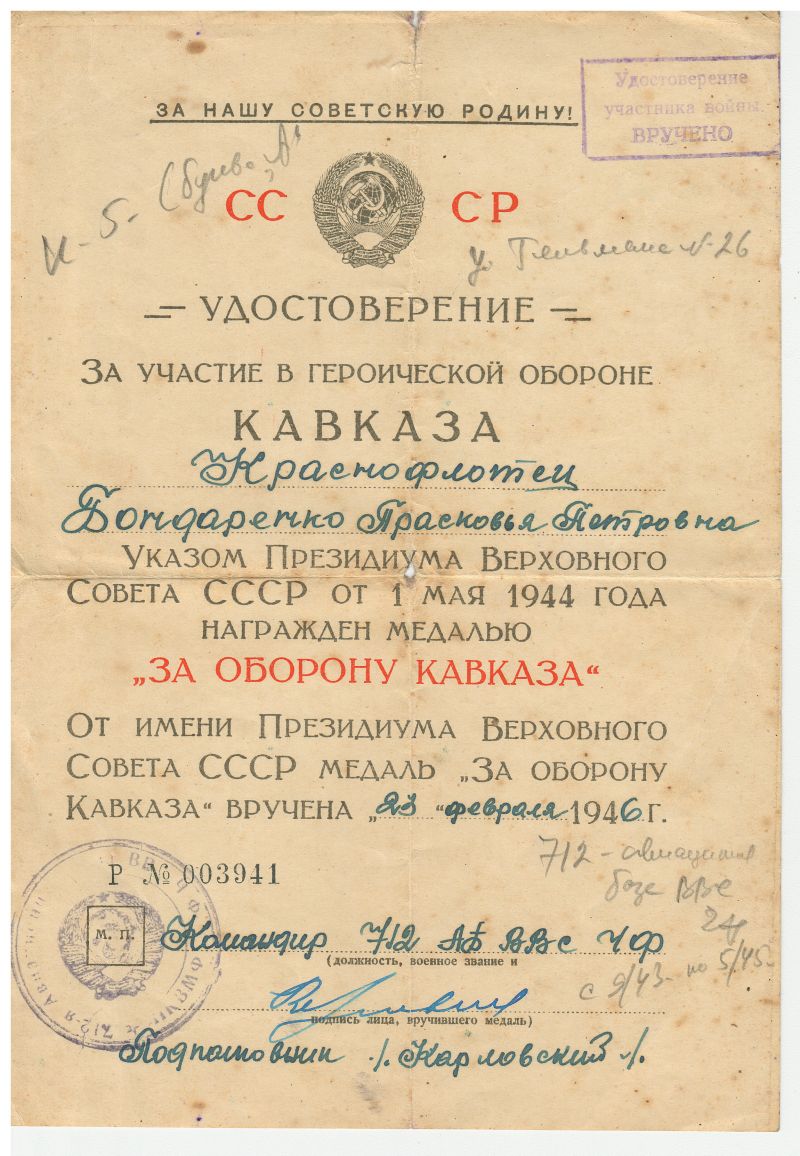 ЗА НАШУ СОВЕТСКУЮ РОДИНУ!
Удостоверение
участника войны.
ВРУЧЕНО
СС СР
у. Тельмана № 26
УДОСТОВЕРЕНИЕ
ЗА УЧАСТИЕ В ГЕРОИЧЕСКОЙ ОБОРОНЕ
КАВКАЗА
Краснофлотец
Бондаренко Прасковья Петровна
УКАЗОМ ПРЕЗИДИУМА ВЕРХОВНОГО
СОВЕТА СССР ОТ 1 МАЯ 1944 ГОДА
НАГРАЖДЕН МЕДАЛЬЮ
„ЗА ОБОРОНУ КАВКАЗА“
ОТ ИМЕНИ ПРЕЗИДИУМА ВЕРХОВНОГО
СОВЕТА СССР МЕДАЛЬ „ЗА ОБОРОНУ
КАВКАЗА“ ВРУЧЕНА „23“ февраля 1946 г.
712 - авиацион
базе ВВС
Р № 003941
м. п.
Командир 712 АБ ВВС ЧФ
(должность, военное звание и
с 9/43 по 5/45
подпись лица, вручившего медаль)
Подполковник /. Карловский /.